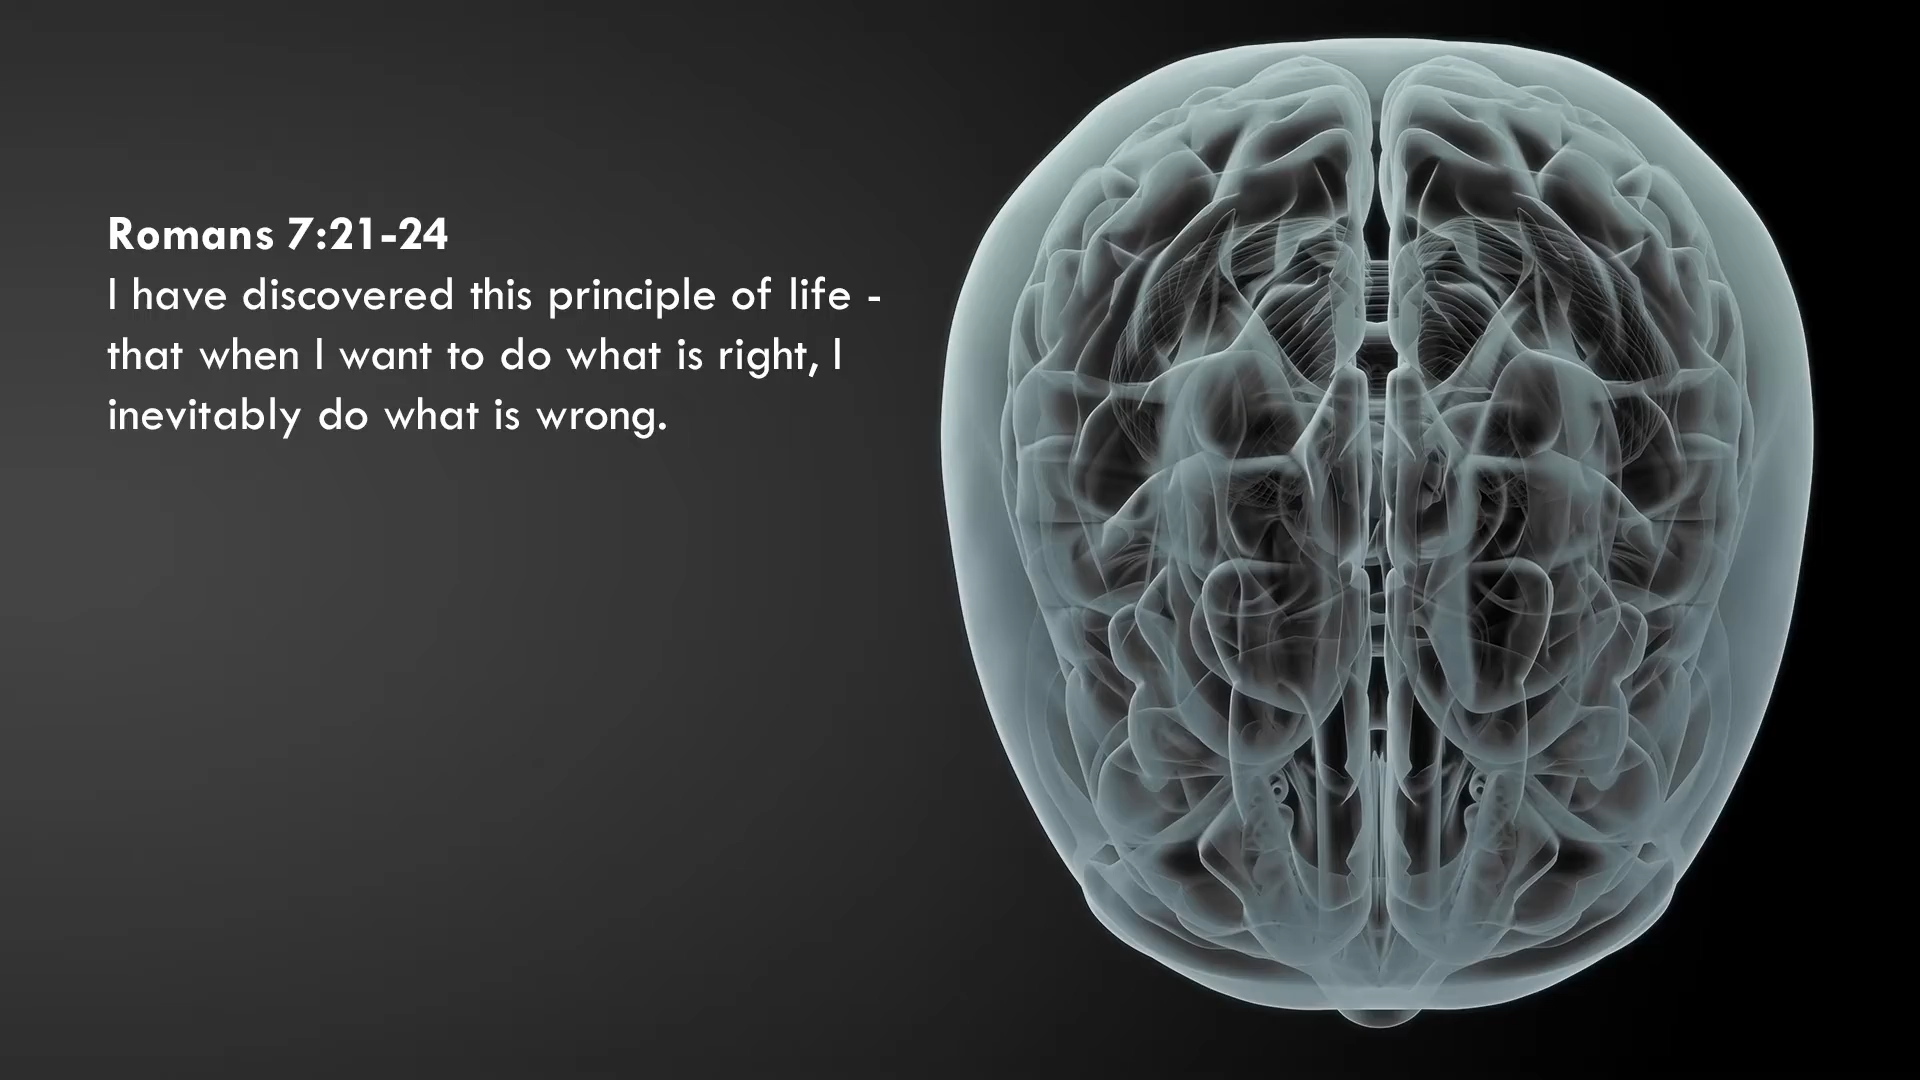 Romans 7:21-24
I have discovered this principle of life -
that when I want to do what is right, I
inevitably do what is wrong.